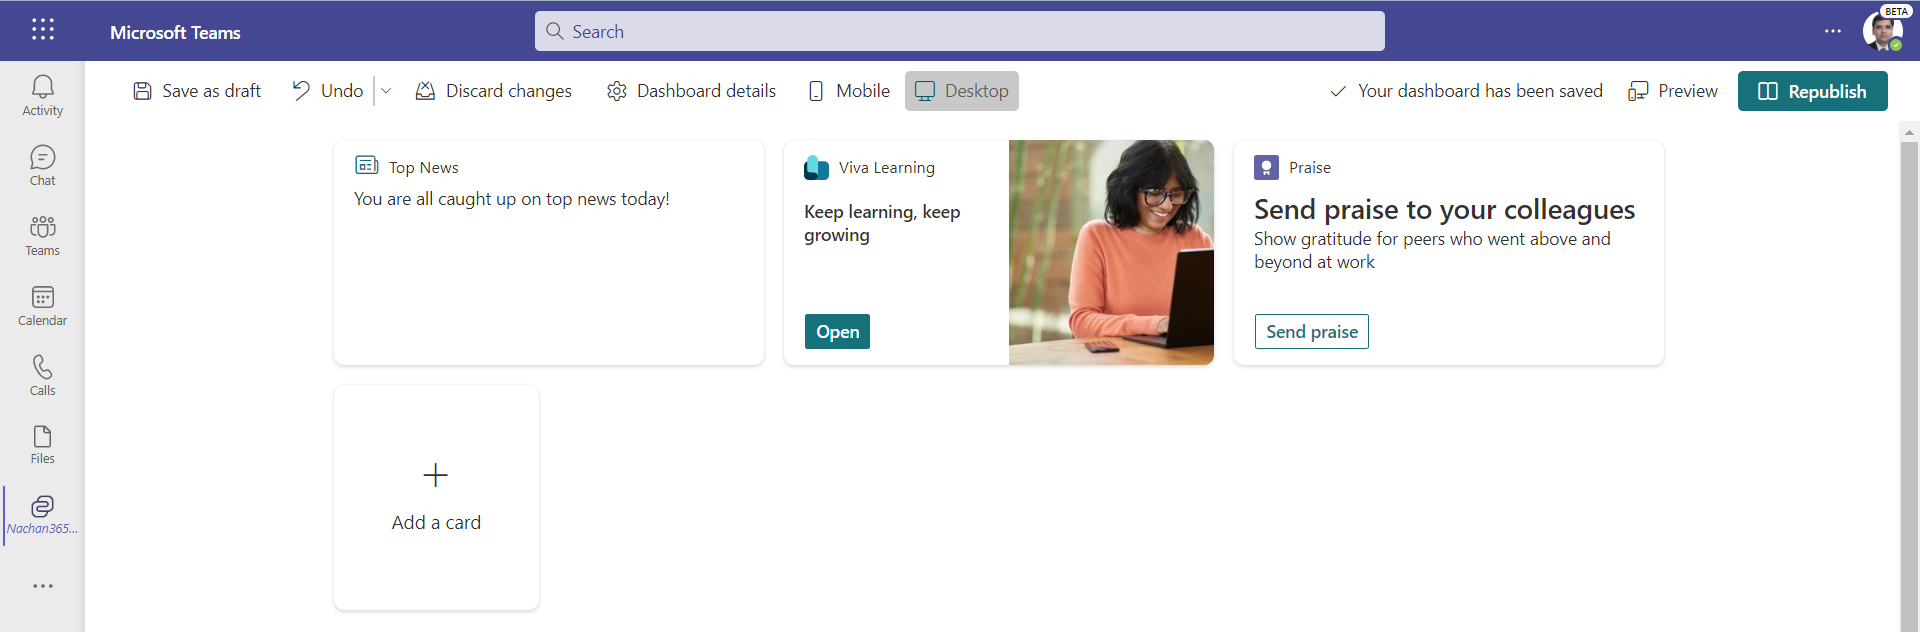 BETA
Microsoft Teams
Search
Save as draft
Undo
Discard changes
Dashboard details
Mobile
Desktop
Your dashboard has been saved
Preview
Republish
Activity
Chat
Teams
Calendar
Calls
Files
Nachan365...
Top News
You are all caught up on top news today!
Viva Learning
Keep learning, keep
growing
Open
Praise
Send praise to your colleagues
Show gratitude for peers who went above and
beyond at work
Send praise
Add a card